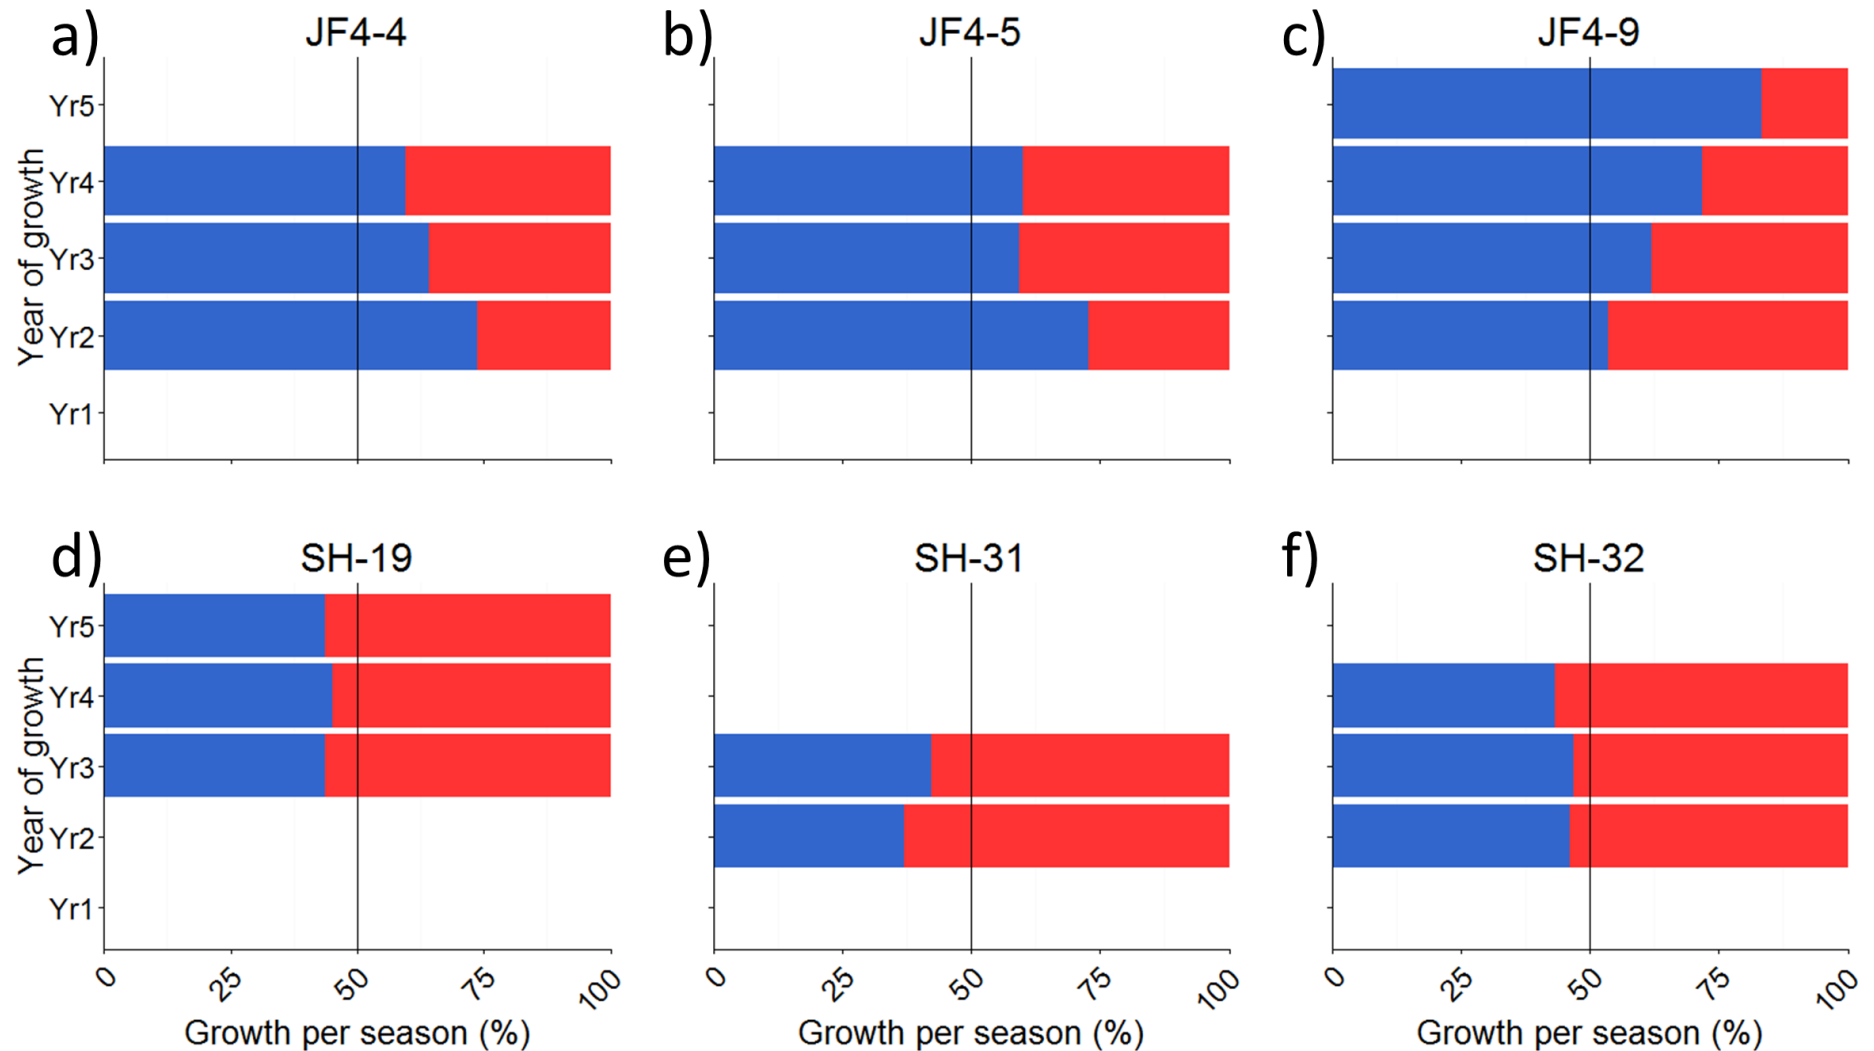 a) JF4-4
b) JF4-5
c) JF4-9
Year of growth
Yr5
Yr4
Yr3
Yr2
Yr1
d) SH-19
e) SH-31
f) SH-32
Year of growth
Yr5
Yr4
Yr3
Yr2
Yr1
0 25 50 75 100
0 25 50 75 100
0 25 50 75 100
Growth per season (%)
Growth per season (%)
Growth per season (%)